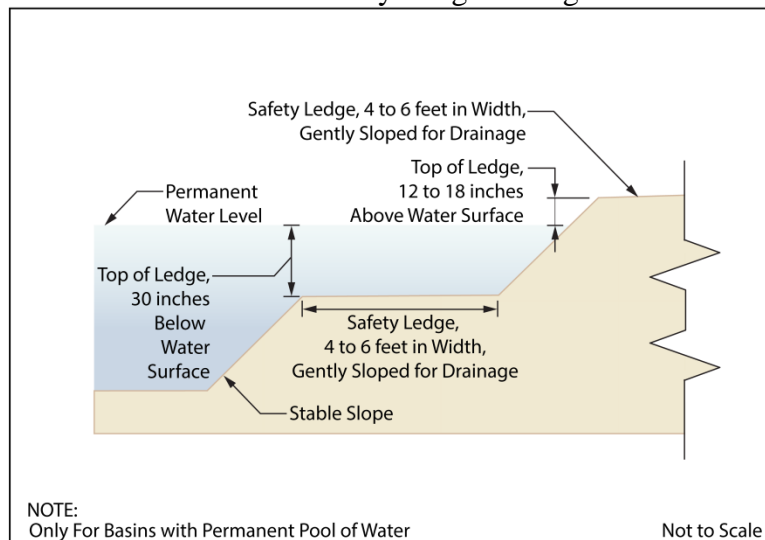 Safety Ledge, 4 to 6 feet in Width,
Gently Sloped for Drainage
Top of Ledge,
12 to 18 inches
Above Water Surface
Permanent
Water Level
Top of Ledge,
30 inches
Below
Water
Surface
Safety Ledge,
4 to 6 feet in Width,
Gently Sloped for Drainage
Stable Slope
NOTE:
Only For Basins with Permanent Pool of Water
Not to Scale